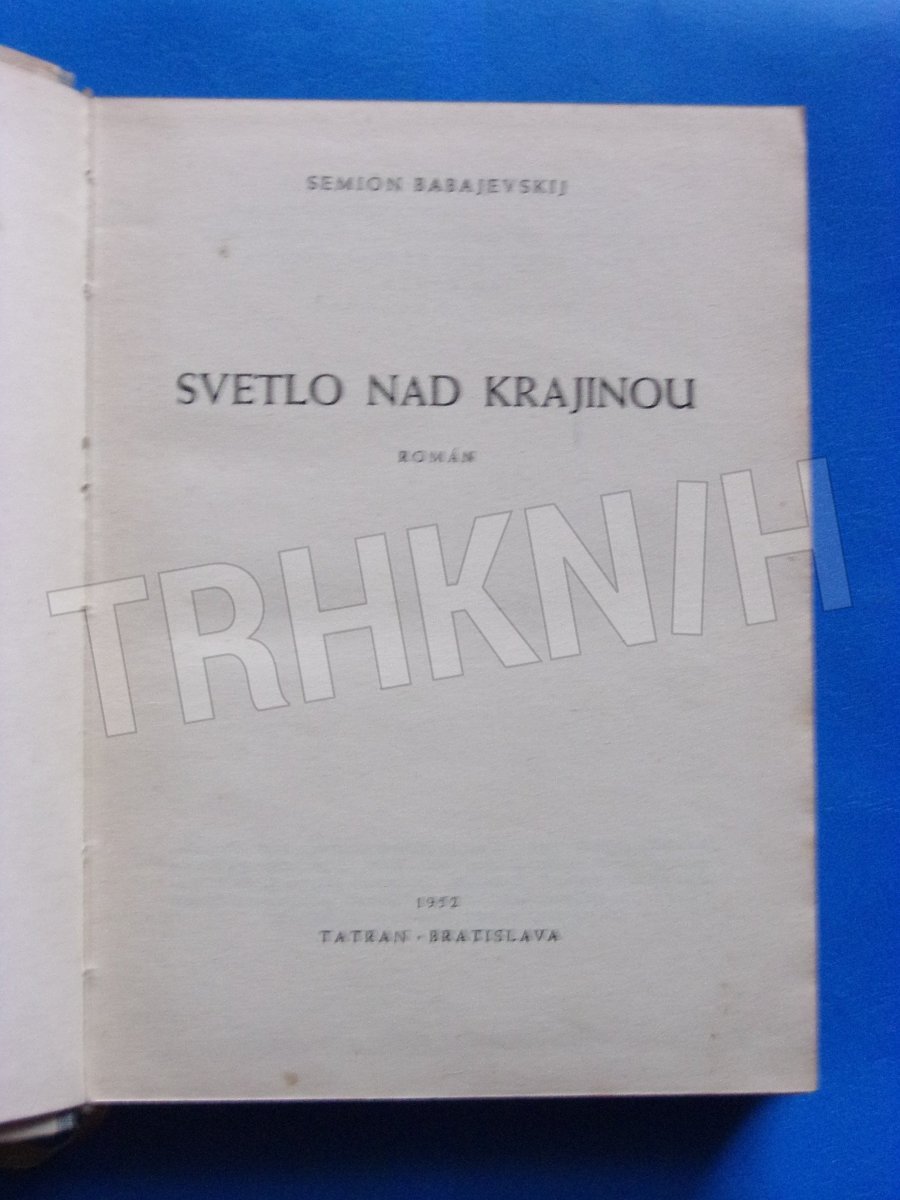 SEMION BABAJEVSKIJ
SVETLO NAD KRAJINOU
ROMÁN
TRHKNIH
1952
TATRAN - BRATISLAVA